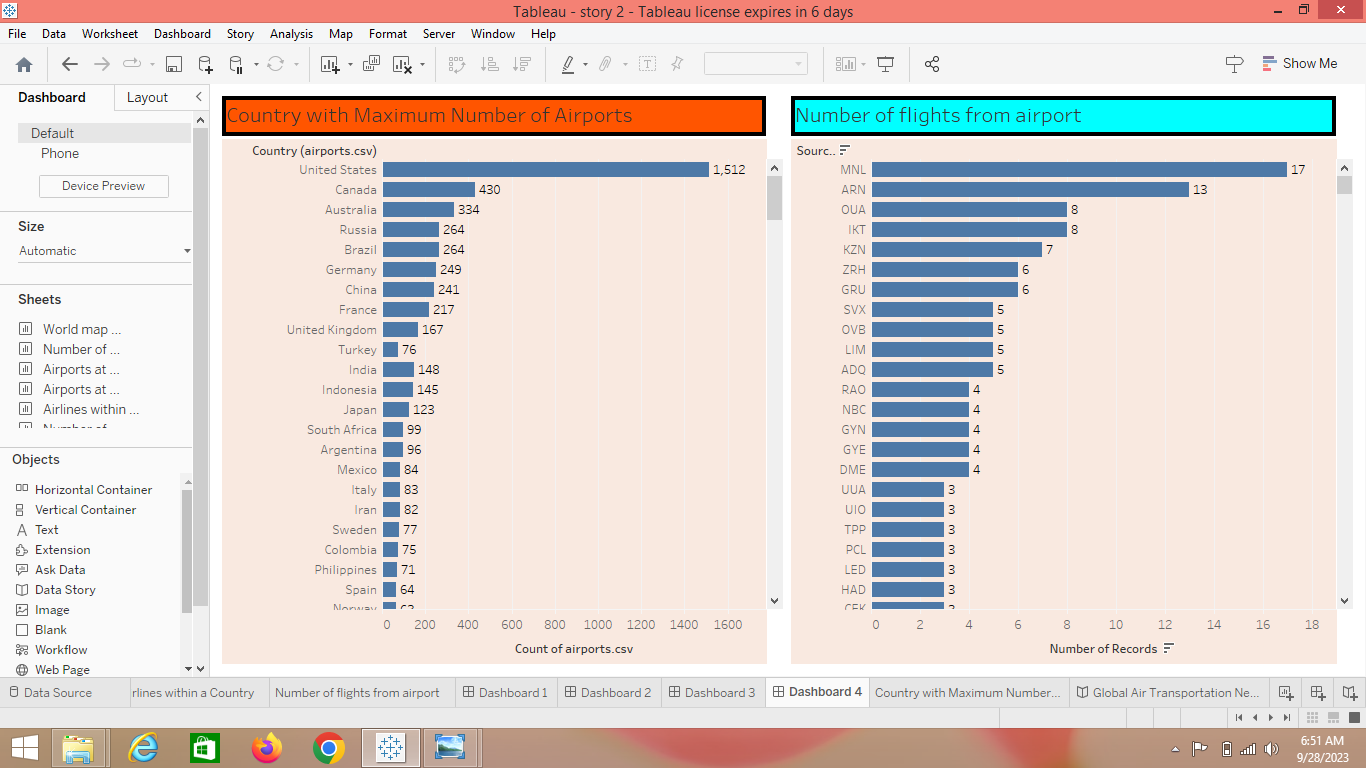 Tableau - story 2 - Tableau license expires in 6 days
File Data Worksheet Dashboard Story Analysis Map Format Server Window Help
Show Me
Dashboard Layout
Default
Phone
Device Preview
Size
Automatic
Sheets
World map ...
Number of ...
Airports at ...
Airports at ...
Airlines within ...
Number of
Objects
Horizontal Container
Vertical Container
Text
Extension
Ask Data
Data Story
Image
Blank
Workflow
Web Page
Country with Maximum Number of Airports
Country (airports.csv)
United States 1,512
Canada 430
Australia 334
Russia 264
Brazil 264
Germany 249
China 241
France 217
United Kingdom 167
Turkey 76
India 148
Indonesia 145
Japan 123
South Africa 99
Argentina 96
Mexico 84
Italy 83
Iran 82
Sweden 77
Colombia 75
Philippines 71
Spain 64
Norway
0 200 400 600 800 1000 1200 1400 1600
Count of airports.csv
Number of flights from airport
Sourc..
MNL 17
ARN 13
OUA 8
IKT 8
KZN 7
ZRH 6
GRU 6
SVX 5
OVB 5
LIM 5
ADQ 5
RAO 4
NBC 4
GYN 4
GYE 4
DME 4
UUA 3
UIO 3
TPP 3
PCL 3
LED 3
HAD 3
0 2 4 6 8 10 12 14 16 18
Number of Records
Data Source rlines within a Country Number of flights from airport Dashboard 1 Dashboard 2 Dashboard 3 Dashboard 4 Country with Maximum Number... Global Air Transportation Ne...
6:51 AM
9/28/2023